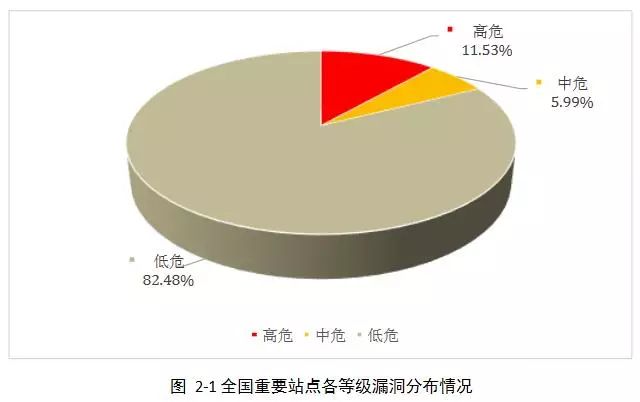 高危
11.53%
中危
5.99%
低危
82.48%
高危 中危 低危
图 2-1 全国重要站点各等级漏洞分布情况